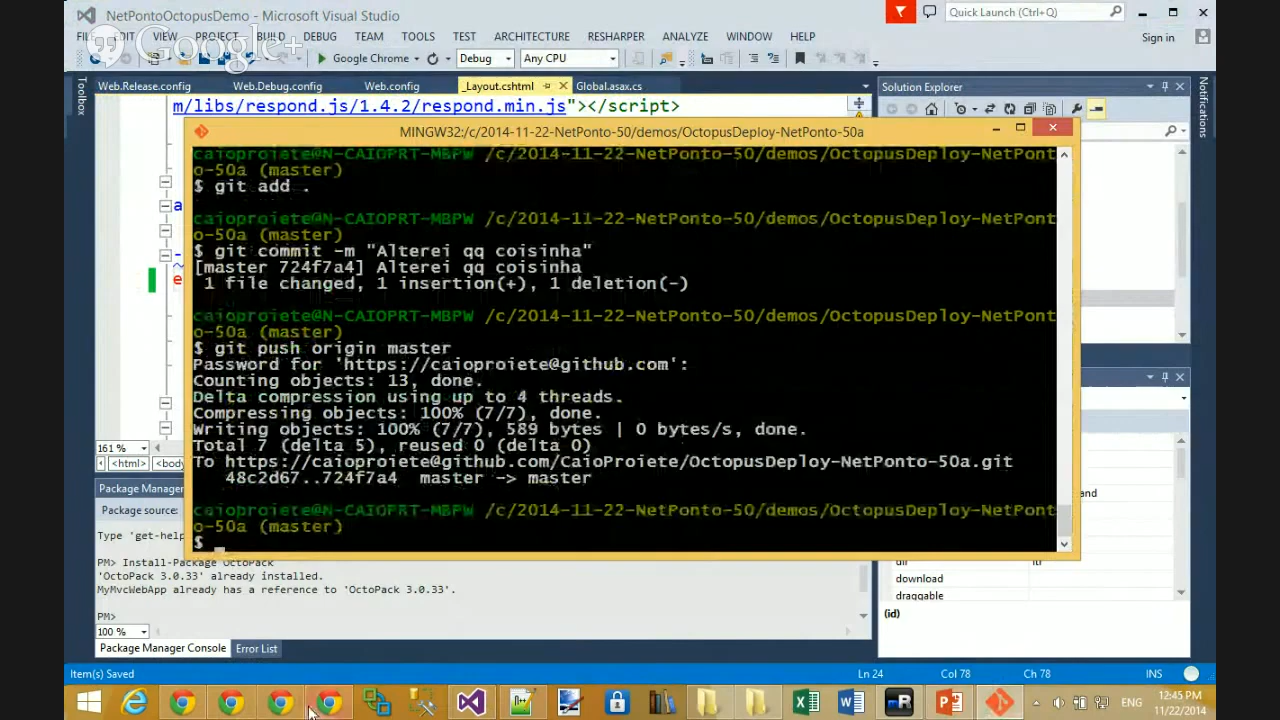 NetPontoOctopusDemo - Microsoft Visual Studio
Quick Launch (Ctrl+Q)
FILE EDIT VIEW PROJECT BUILD DEBUG TEAM TOOLS TEST ARCHITECTURE RESHARPER ANALYZE WINDOW HELP
Sign in
Google+
Google Chrome
Debug
Any CPU
Web.Release.config
Web.Debug.config
Web.config
_Layout.cshtml
Global.asax.cs
Solution Explorer
Toolbox
Notifications
m/libs/respond.js/1.4.2/respond.min.js"></script>
MINGW32:/c/2014-11-22-NetPonto-50/demos/OctopusDeploy-NetPonto-50a
caioproiete@N-CAIOPRT-MBPW /c/2014-11-22-NetPonto-50/demos/OctopusDeploy-NetPont
o-50a (master)
$ git add .
caioproiete@N-CAIOPRT-MBPW /c/2014-11-22-NetPonto-50/demos/OctopusDeploy-NetPont
o-50a (master)
$ git commit -m "Alterei qq coisinha"
[master 724f7a4] Alterei qq coisinha
1 file changed, 1 insertion(+), 1 deletion(-)
caioproiete@N-CAIOPRT-MBPW /c/2014-11-22-NetPonto-50/demos/OctopusDeploy-NetPont
o-50a (master)
$ git push origin master
Password for 'https://caioproiete@github.com':
Counting objects: 13, done.
Delta compression using up to 4 threads.
Compressing objects: 100% (7/7), done.
Writing objects: 100% (7/7), 589 bytes | 0 bytes/s, done.
Total 7 (delta 5), reused 0 (delta 0)
To https://caioproiete@github.com/CaioProiete/OctopusDeploy-NetPonto-50a.git
48c2d67..724f7a4 master -> master
caioproiete@N-CAIOPRT-MBPW /c/2014-11-22-NetPonto-50/demos/OctopusDeploy-NetPont
o-50a (master)
$
161 %
<html> <body
Package Manager
Package source:
Type 'get-help
PM> Install-Package OctoPack
'OctoPack 3.0.33' already installed.
MyMvcWebApp already has a reference to 'OctoPack 3.0.33'.
PM>
100 %
Package Manager Console
Error List
dir
ltr
download
draggable
(id)
Item(s) Saved
Ln 24
Col 78
Ch 78
INS
ENG
12:45 PM
11/22/2014